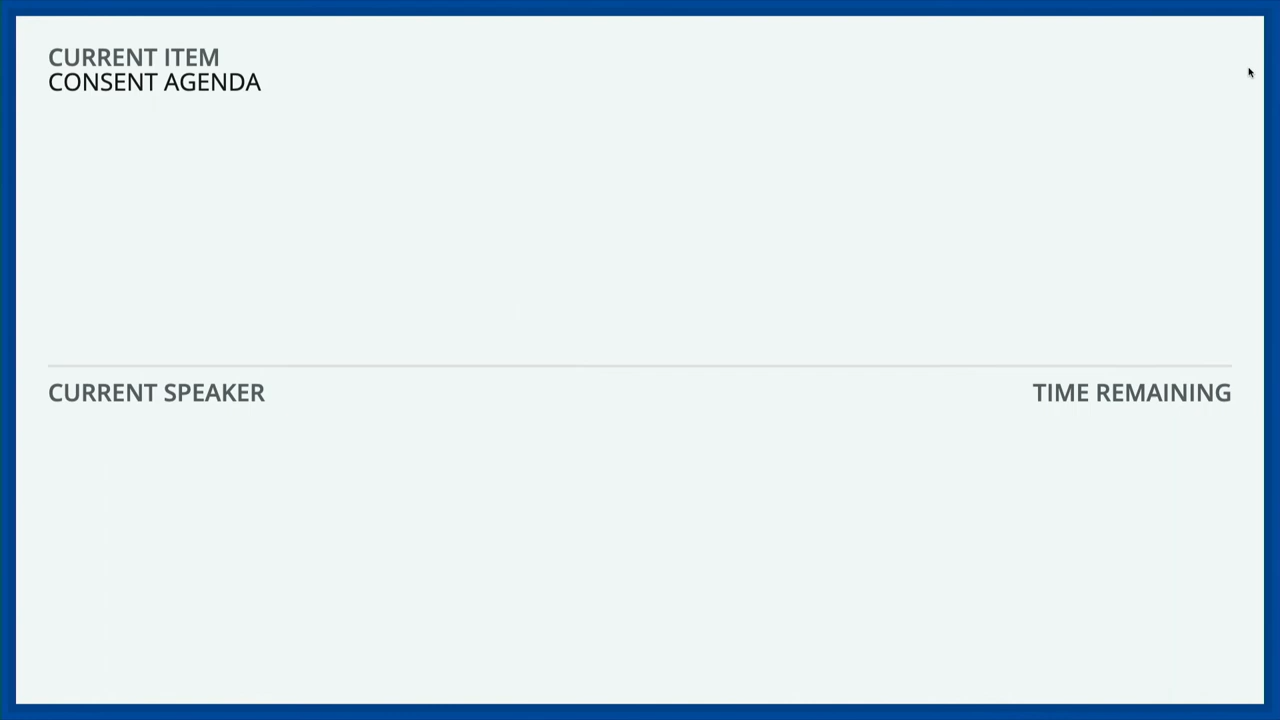 CURRENT ITEM
CONSENT AGENDA
CURRENT SPEAKER
TIME REMAINING